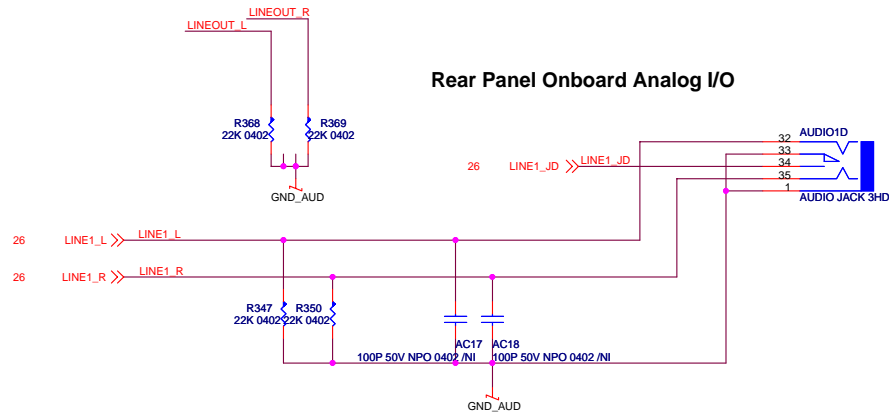 LINEOUT_R
LINEOUT_L
Rear Panel Onboard Analog I/O
R368
22K 0402
R369
22K 0402
GND_AUD
26 LINE1_JD LINE1_JD
32
33
34
35
1
AUDIO1D
AUDIO JACK 3HD
26 LINE1_L LINE1_L
26 LINE1_R LINE1_R
R347
22K 0402
R350
22K 0402
AC17
100P 50V NPO 0402 /NI
AC18
100P 50V NPO 0402 /NI
GND_AUD